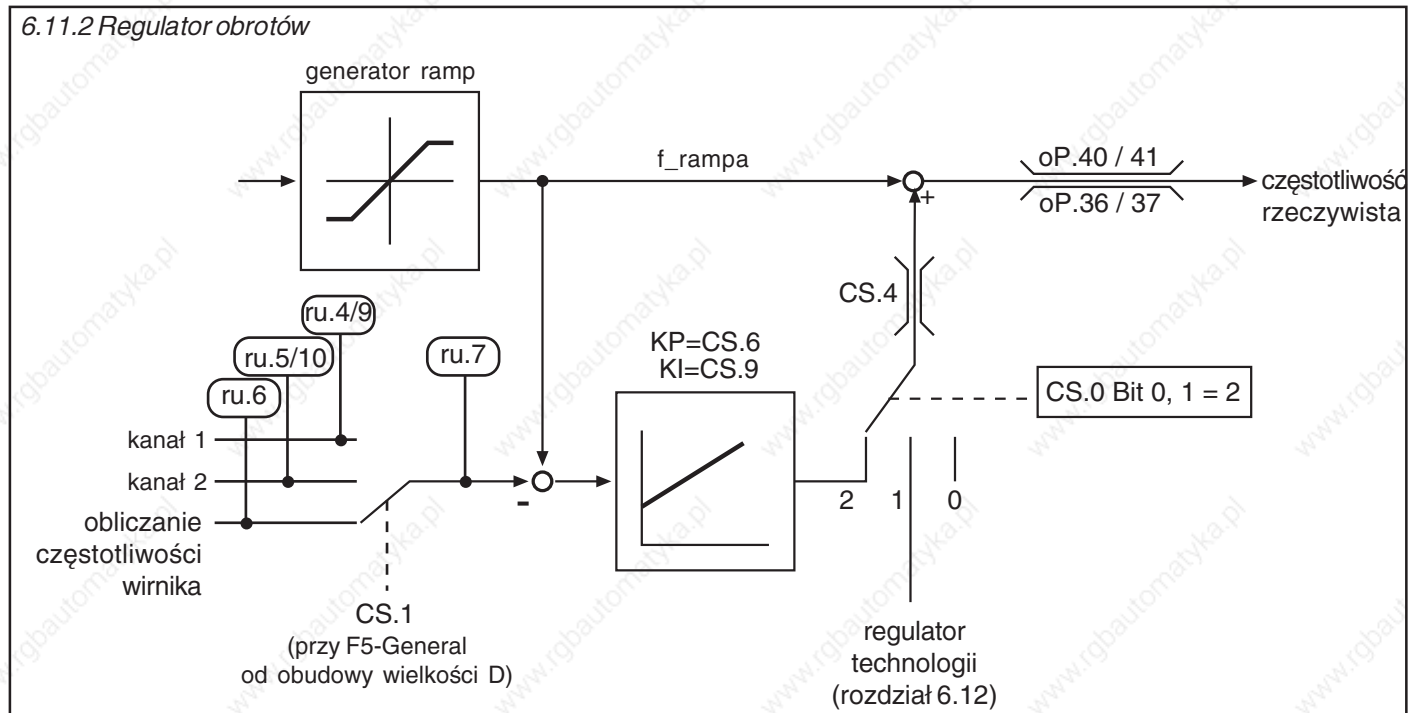 6.11.2 Regulator obrotów
generator ramp
f_rampa
oP.40 / 41
oP.36 / 37
częstotliwość
rzeczywista
+
CS.4
ru.4/9
ru.5/10
ru.6
ru.7
KP=CS.6
KI=CS.9
CS.0 Bit 0, 1 = 2
kanał 1
kanał 2
obliczanie
częstotliwości
wirnika
-
2
1
0
CS.1
(przy F5-General
od obudowy wielkości D)
regulator
technologii
(rozdział 6.12)
www.rgbautomatyka.pl